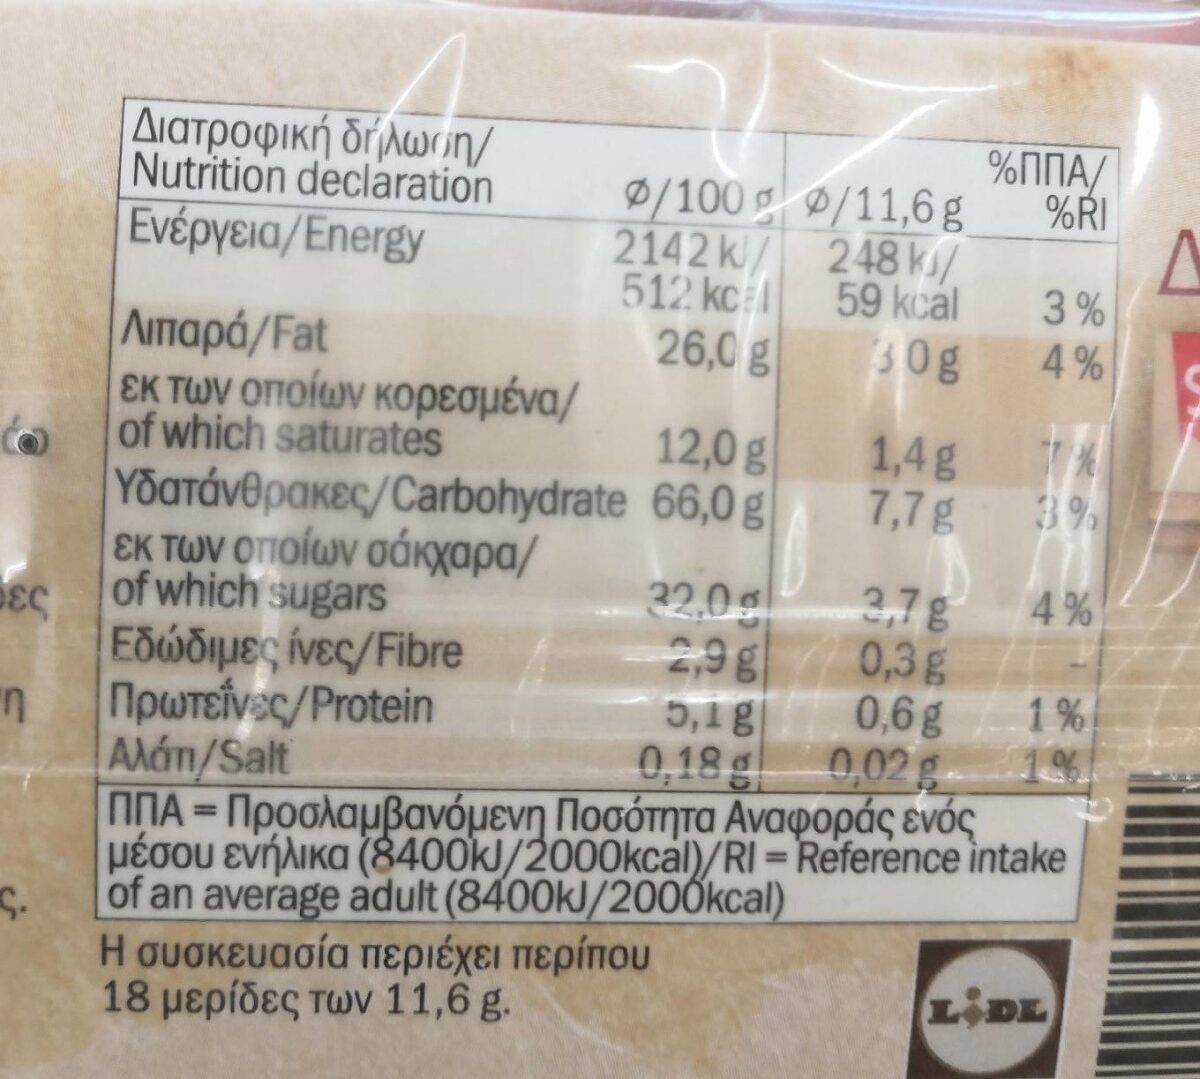 Διατροφική δήλωση/
Nutrition declaration Ø/100 g Ø/11,6 g %ΠΠΑ/ %RI
Ενέργεια/Energy 2142 kJ/ 248 kJ/
512 kcal 59 kcal 3 %
Λιπαρά/Fat 26,0 g 3,0 g 4 %
εκ των οποίων κορεσμένα/
of which saturates 12,0 g 1,4 g 7 %
Υδατάνθρακες/Carbohydrate 66,0 g 7,7 g 3 %
εκ των οποίων σάκχαρα/
of which sugars 32,0 g 3,7 g 4 %
Εδώδιμες ίνες/Fibre 2,9 g 0,3 g -
Πρωτεΐνες/Protein 5,1 g 0,6 g 1 %
Αλάτι/Salt 0,18 g 0,02 g 1 %
ΠΠΑ = Προσλαμβανόμενη Ποσότητα Αναφοράς ενός
μέσου ενήλικα (8400kJ/2000kcal)/RI = Reference intake
of an average adult (8400kJ/2000kcal)
Η συσκευασία περιέχει περίπου
18 μερίδες των 11,6 g.
LIDL